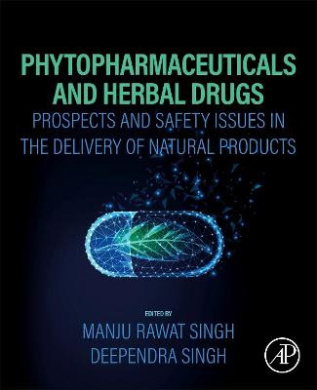 PHYTOPHARMACEUTICALS
AND HERBAL DRUGS
PROSPECTS AND SAFETY ISSUES IN
THE DELIVERY OF NATURAL PRODUCTS
EDITED BY
MANJU RAWAT SINGH
DEEPENDRA SINGH
AP